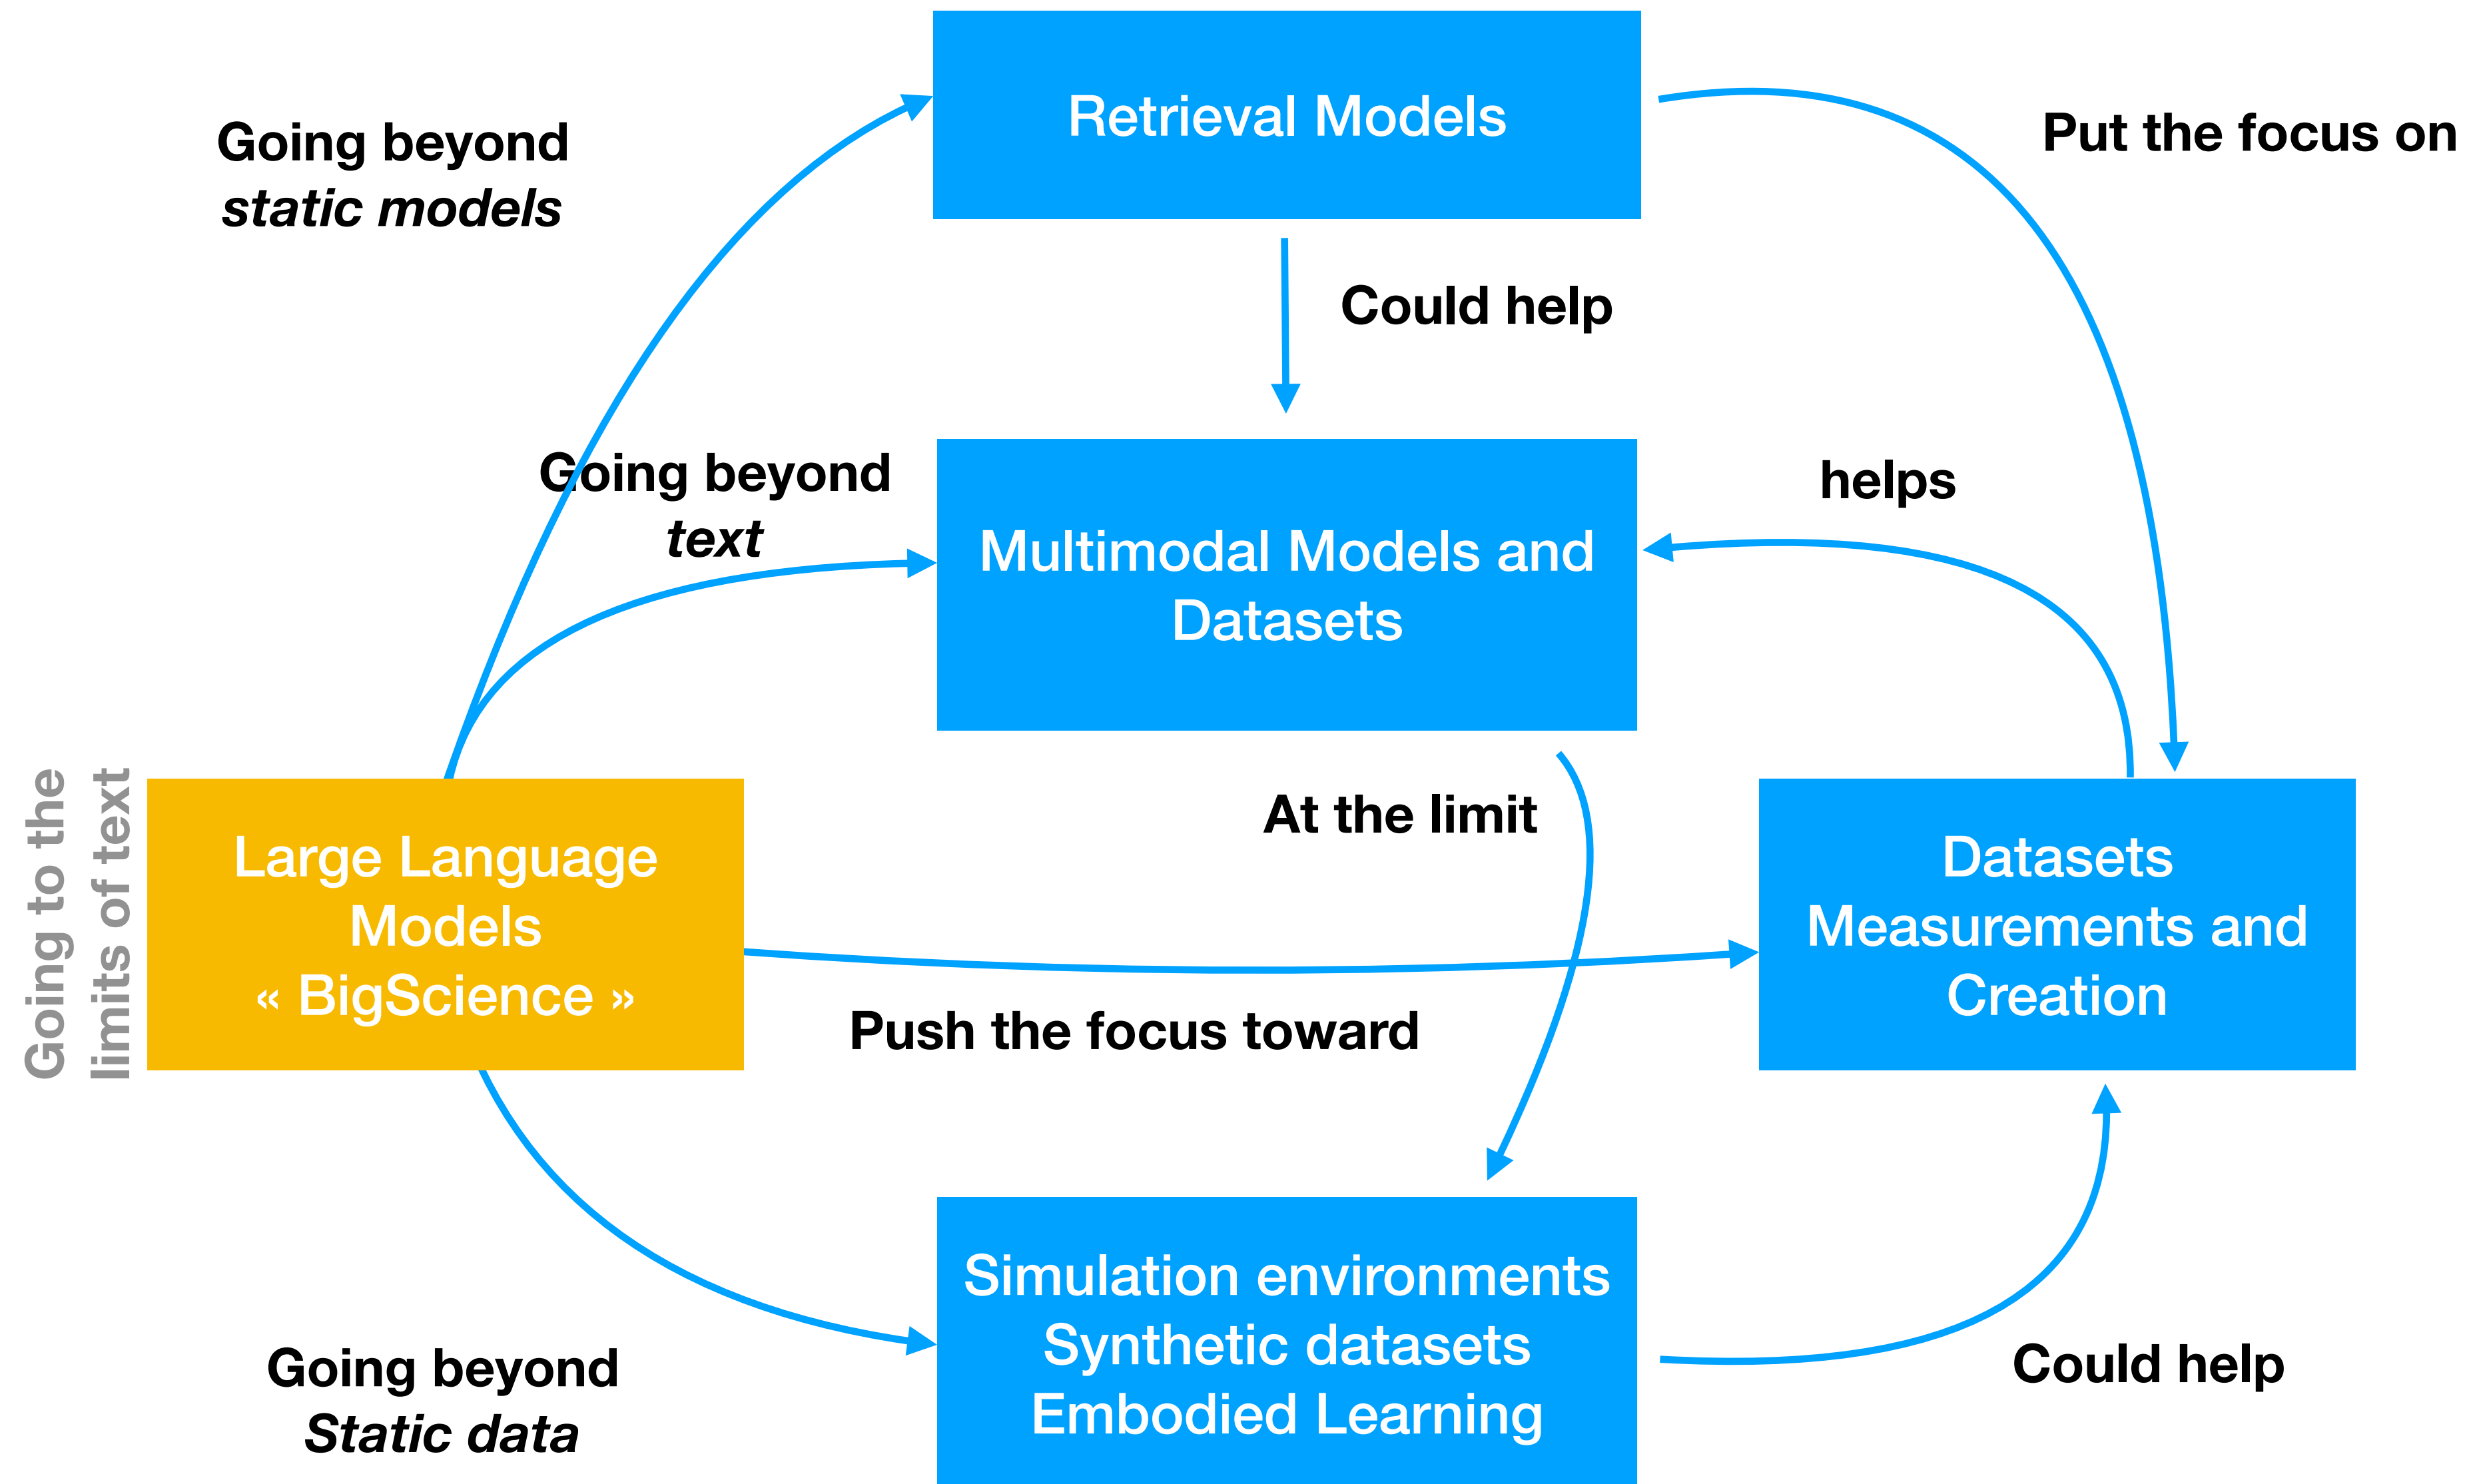 Retrieval Models
Going beyond
static models
Put the focus on
Could help
Going beyond
text
helps
Multimodal Models and
Datasets
Going to the
limits of text
Large Language
Models
« BigScience »
At the limit
Datasets
Measurements and
Creation
Push the focus toward
Simulation environments
Synthetic datasets
Embodied Learning
Going beyond
Static data
Could help